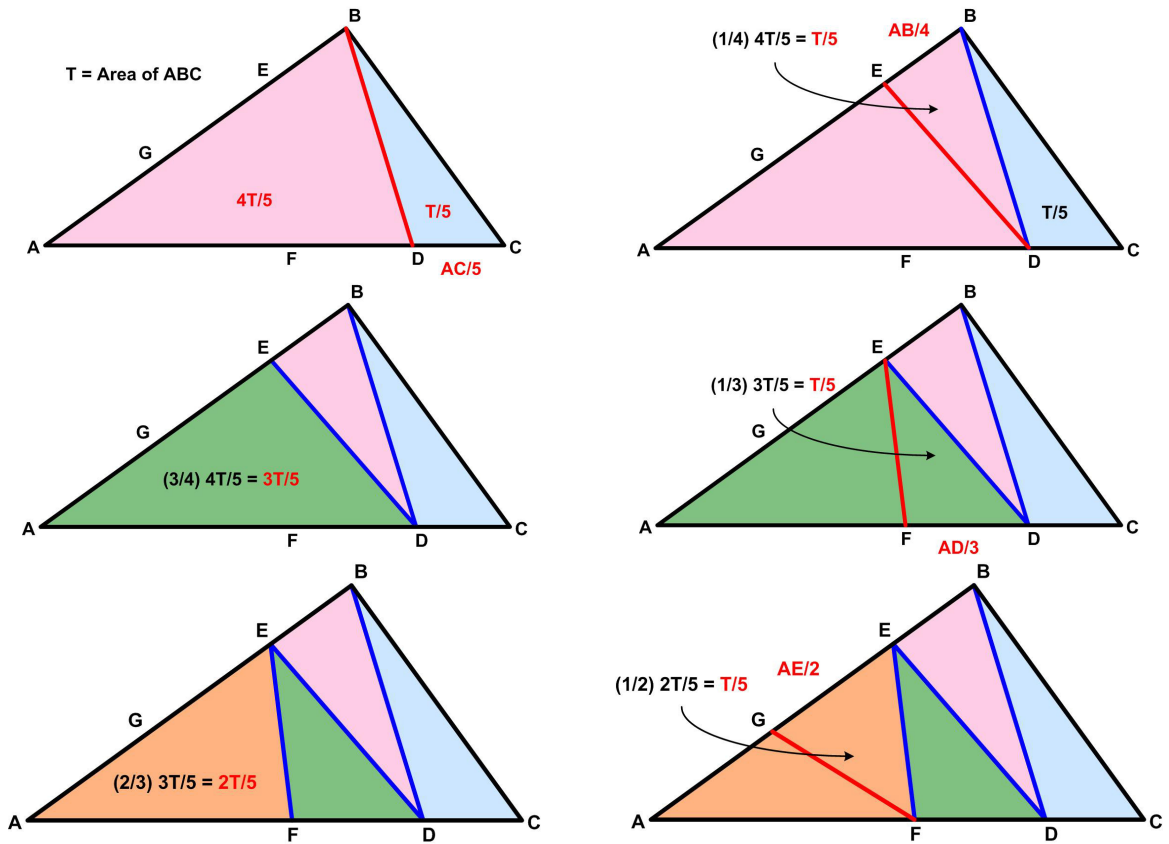 B
E
T = Area of ABC
G
4T/5
T/5
A
F
D
C
AC/5
B
AB/4
(1/4) 4T/5 = T/5
E
G
T/5
A
F
D
C
B
E
G
(3/4) 4T/5 = 3T/5
A
F
D
C
B
E
(1/3) 3T/5 = T/5
G
A
F
D
C
AD/3
B
E
G
(2/3) 3T/5 = 2T/5
A
F
D
C
B
E
AE/2
(1/2) 2T/5 = T/5
G
A
F
D
C